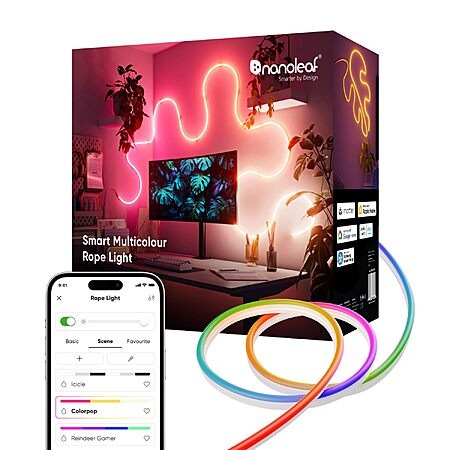 nanoleaf
Smarter by Design
Smart Multicolour
Rope Light
matter
9:41
Rope Light
Basic
Scene
Favourite
Icicle
Colorpop
Reindeer Gamer